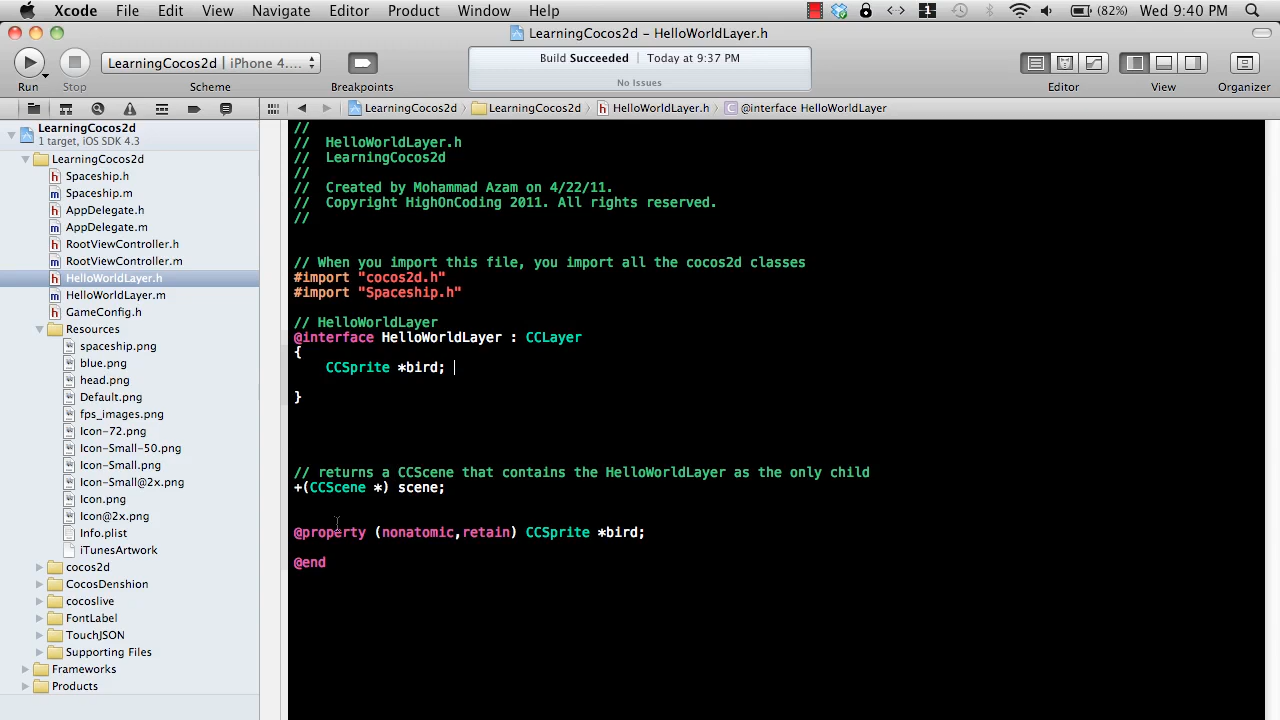 Xcode File Edit View Navigate Editor Product Window Help 1 (82%) Wed 9:40 PM
LearningCocos2d – HelloWorldLayer.h
Build Succeeded | Today at 9:37 PM
No Issues
LearningCocos2d | iPhone 4....
Run Stop Scheme Breakpoints Editor View Organizer
LearningCocos2d LearningCocos2d HelloWorldLayer.h @interface HelloWorldLayer
LearningCocos2d
1 target, iOS SDK 4.3
LearningCocos2d
Spaceship.h
Spaceship.m
AppDelegate.h
AppDelegate.m
RootViewController.h
RootViewController.m
HelloWorldLayer.h
HelloWorldLayer.m
GameConfig.h
Resources
spaceship.png
blue.png
head.png
Default.png
fps_images.png
Icon-72.png
Icon-Small-50.png
Icon-Small.png
Icon-Small@2x.png
Icon.png
Icon@2x.png
Info.plist
iTunesArtwork
cocos2d
CocosDenshion
cocoslive
FontLabel
TouchJSON
Supporting Files
Frameworks
Products
//
// HelloWorldLayer.h
// LearningCocos2d
//
// Created by Mohammad Azam on 4/22/11.
// Copyright HighOnCoding 2011. All rights reserved.
//
// When you import this file, you import all the cocos2d classes
#import "cocos2d.h"
#import "Spaceship.h"
// HelloWorldLayer
@interface HelloWorldLayer : CCLayer
{
CCSprite *bird;
}
// returns a CCScene that contains the HelloWorldLayer as the only child
+(CCScene *) scene;
@property (nonatomic,retain) CCSprite *bird;
@end